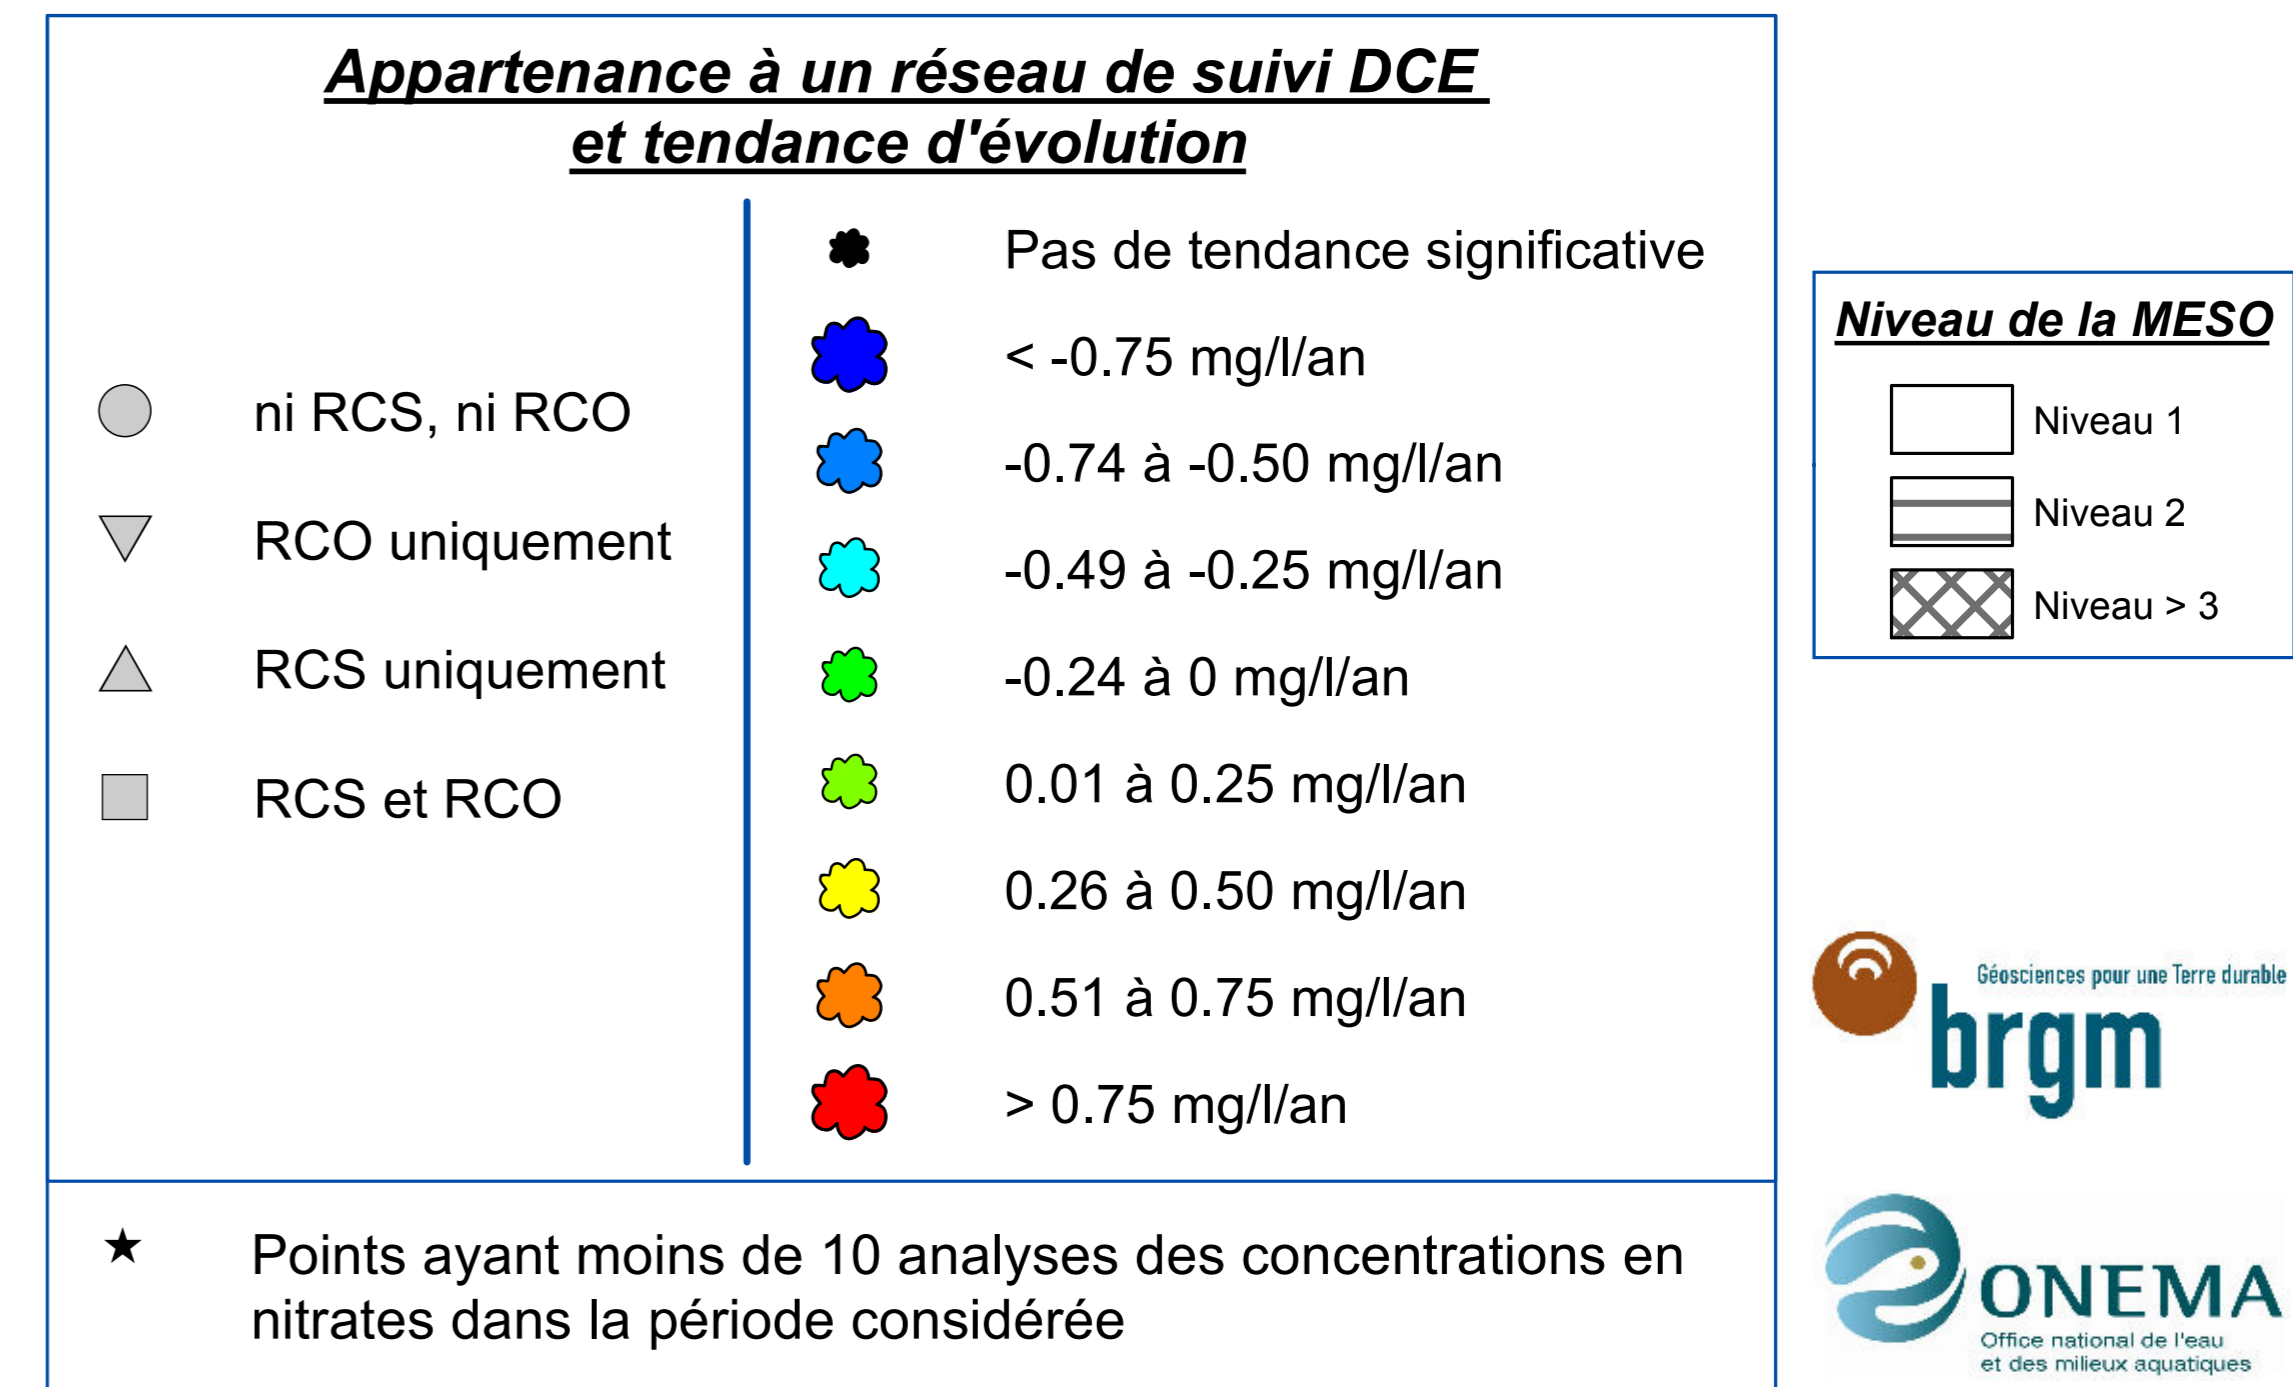 Appartenance à un réseau de suivi DCE
et tendance d'évolution
ni RCS, ni RCO
RCO uniquement
RCS uniquement
RCS et RCO
Pas de tendance significative
< -0.75 mg/l/an
-0.74 à -0.50 mg/l/an
-0.49 à -0.25 mg/l/an
-0.24 à 0 mg/l/an
0.01 à 0.25 mg/l/an
0.26 à 0.50 mg/l/an
0.51 à 0.75 mg/l/an
> 0.75 mg/l/an
Points ayant moins de 10 analyses des concentrations en
nitrates dans la période considérée
Niveau de la MESO
Niveau 1
Niveau 2
Niveau > 3
Géosciences pour une Terre durable
brgm
ONEMA
Office national de l'eau
et des milieux aquatiques